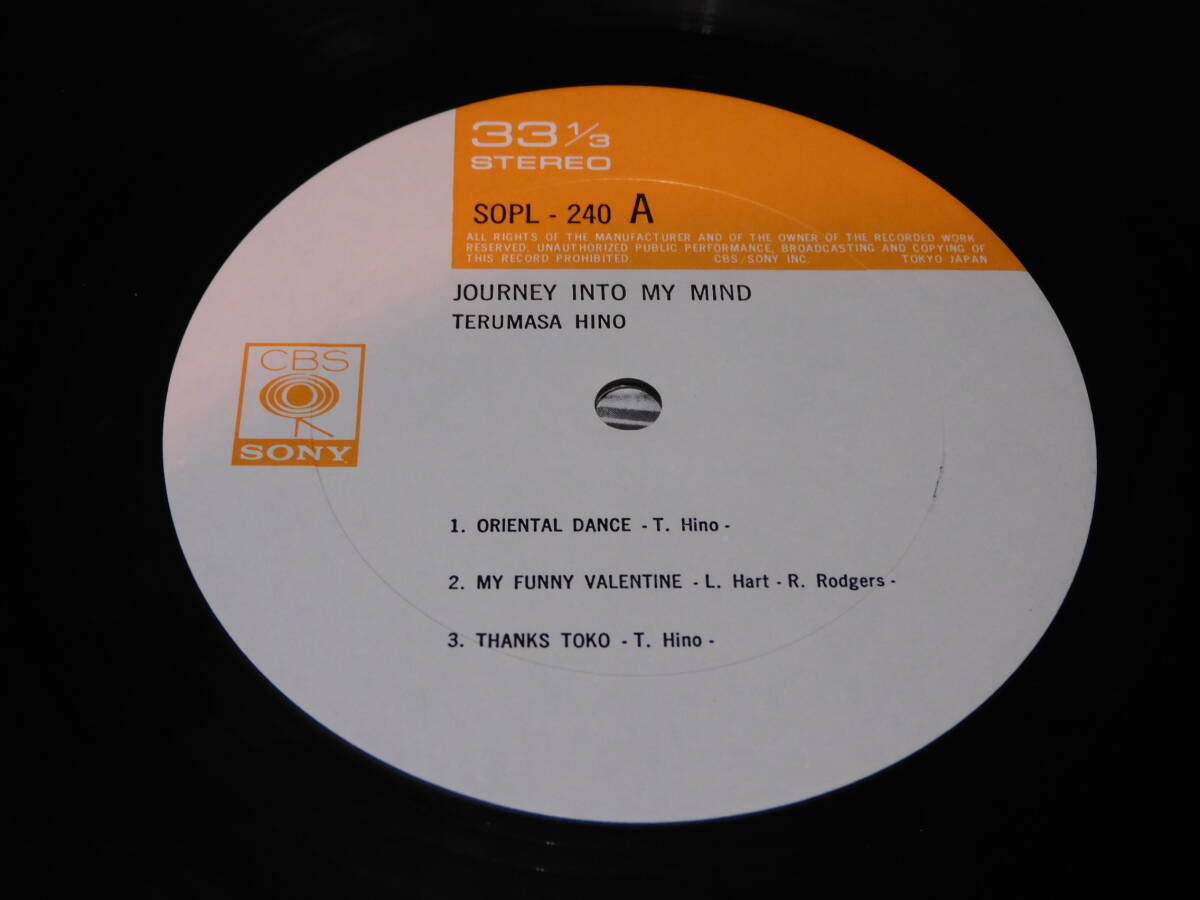 33 1/3
STEREO
SOPL - 240 A
ALL RIGHTS OF THE MANUFACTURER AND OF THE OWNER OF THE RECORDED WORK
RESERVED. UNAUTHORIZED PUBLIC PERFORMANCE, BROADCASTING AND COPYING OF
THIS RECORD PROHIBITED. CBS/SONY INC. TOKYO JAPAN
JOURNEY INTO MY MIND
TERUMASA HINO
CBS
SONY
1. ORIENTAL DANCE - T. Hino -
2. MY FUNNY VALENTINE - L. Hart - R. Rodgers -
3. THANKS TOKO - T. Hino -